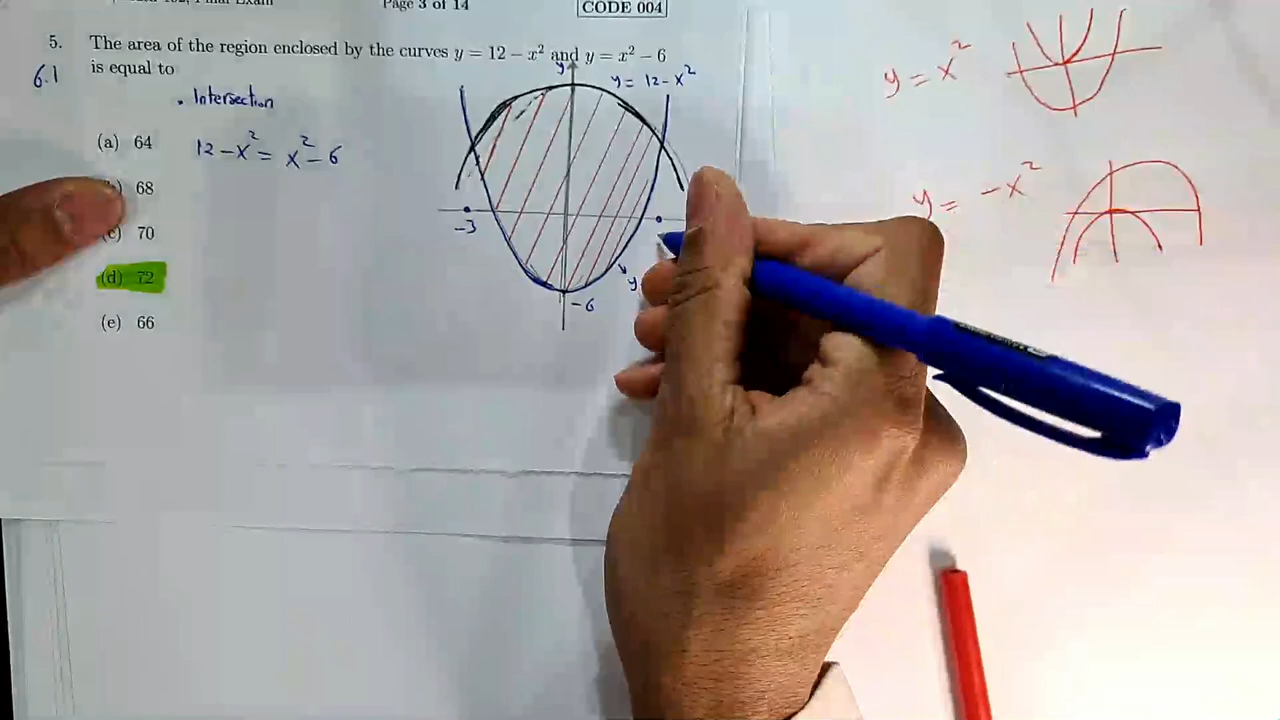 Final Exam
Page 3 of 14
CODE 004
5. The area of the region enclosed by the curves y = 12 − x² and y = x² − 6
is equal to
6.1
y
y = 12 - x²
• Intersection
(a) 64
12 - x² = x² - 6
68
(c) 70
(d) 72
(e) 66
-3
y
-6
y = x²
y = -x²